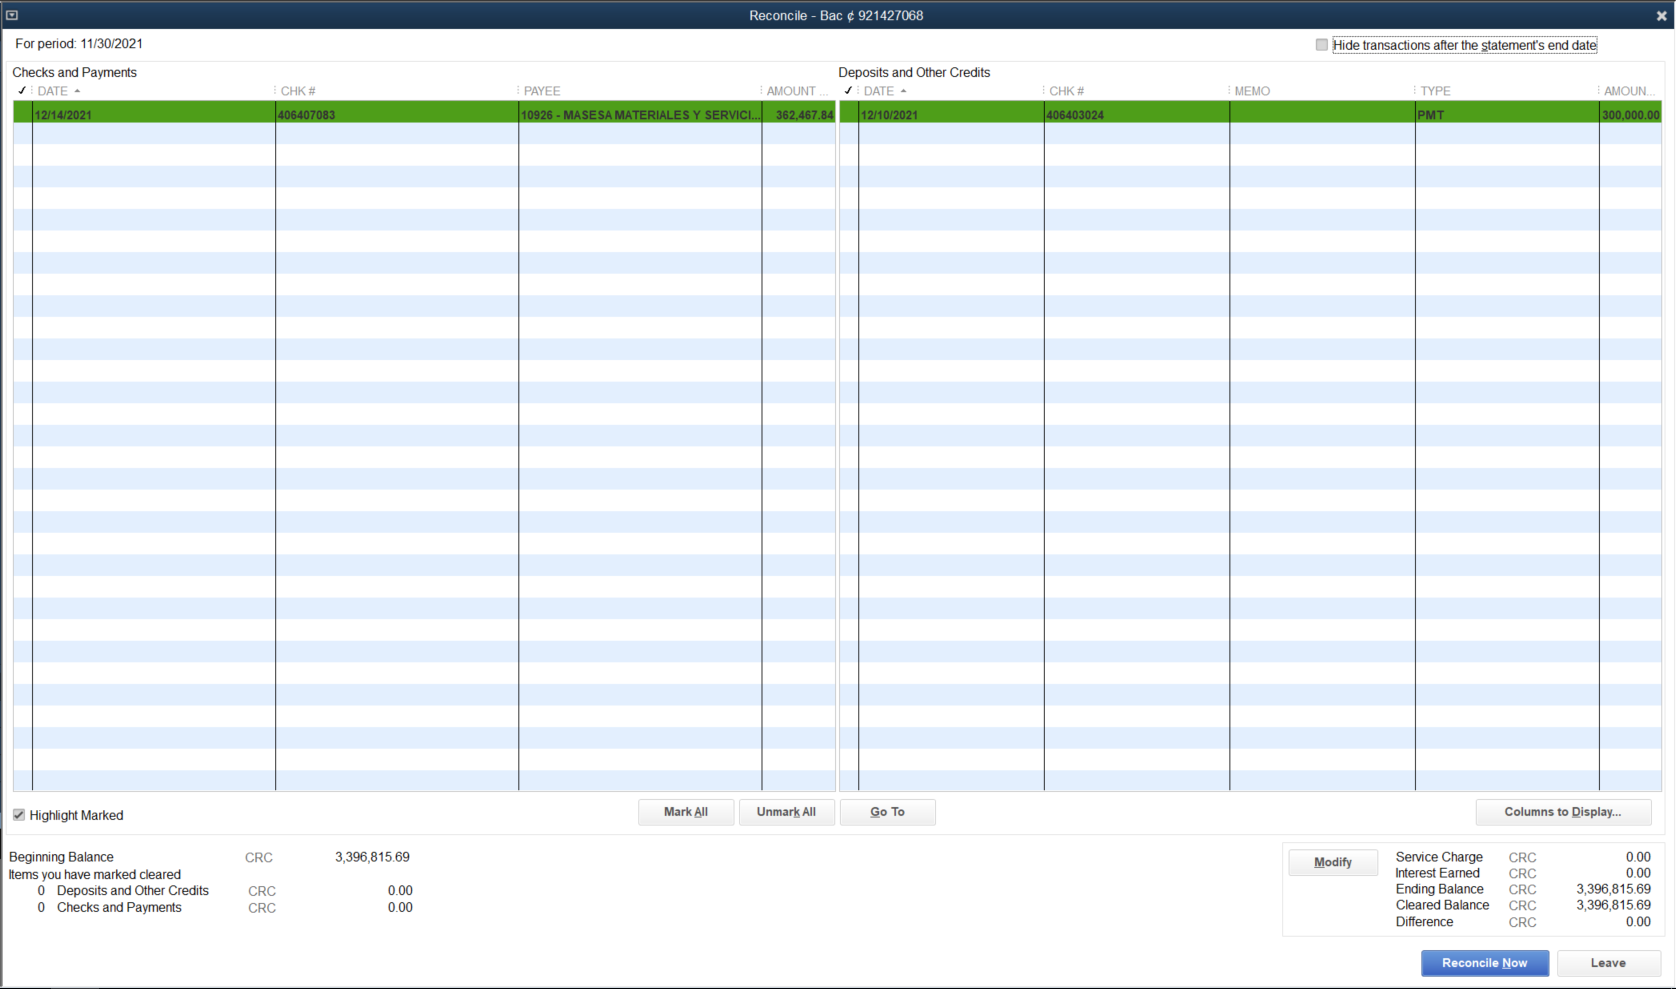 Reconcile - Bac ¢ 921427068
For period: 11/30/2021
Hide transactions after the statement's end date
Checks and Payments
✓ DATE CHK # PAYEE AMOUNT ...
12/14/2021 406407083 10926 - MASESA MATERIALES Y SERVICI... 362,467.84
Deposits and Other Credits
✓ DATE CHK # MEMO TYPE AMOUN...
12/10/2021 406403024 PMT 300,000.00
Highlight Marked
Mark All
Unmark All
Go To
Columns to Display...
Beginning Balance CRC 3,396,815.69
Items you have marked cleared
0 Deposits and Other Credits CRC 0.00
0 Checks and Payments CRC 0.00
Modify
Service Charge CRC 0.00
Interest Earned CRC 0.00
Ending Balance CRC 3,396,815.69
Cleared Balance CRC 3,396,815.69
Difference CRC 0.00
Reconcile Now
Leave